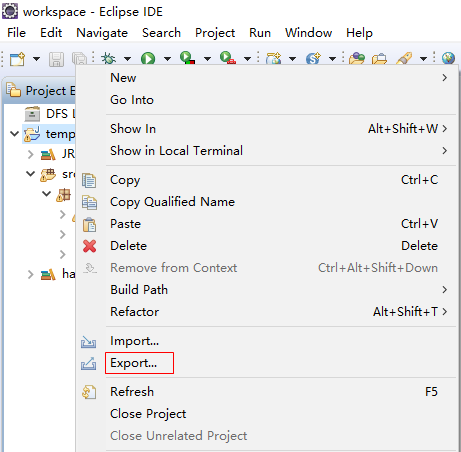 workspace - Eclipse IDE
File Edit Navigate Search Project Run Window Help
Project E
DFS L
temp
JR
src
ha
New
Go Into
Show In Alt+Shift+W
Show in Local Terminal
Copy Ctrl+C
Copy Qualified Name
Paste Ctrl+V
Delete Delete
Remove from Context Ctrl+Alt+Shift+Down
Build Path
Refactor Alt+Shift+T
Import...
Export...
Refresh F5
Close Project
Close Unrelated Project